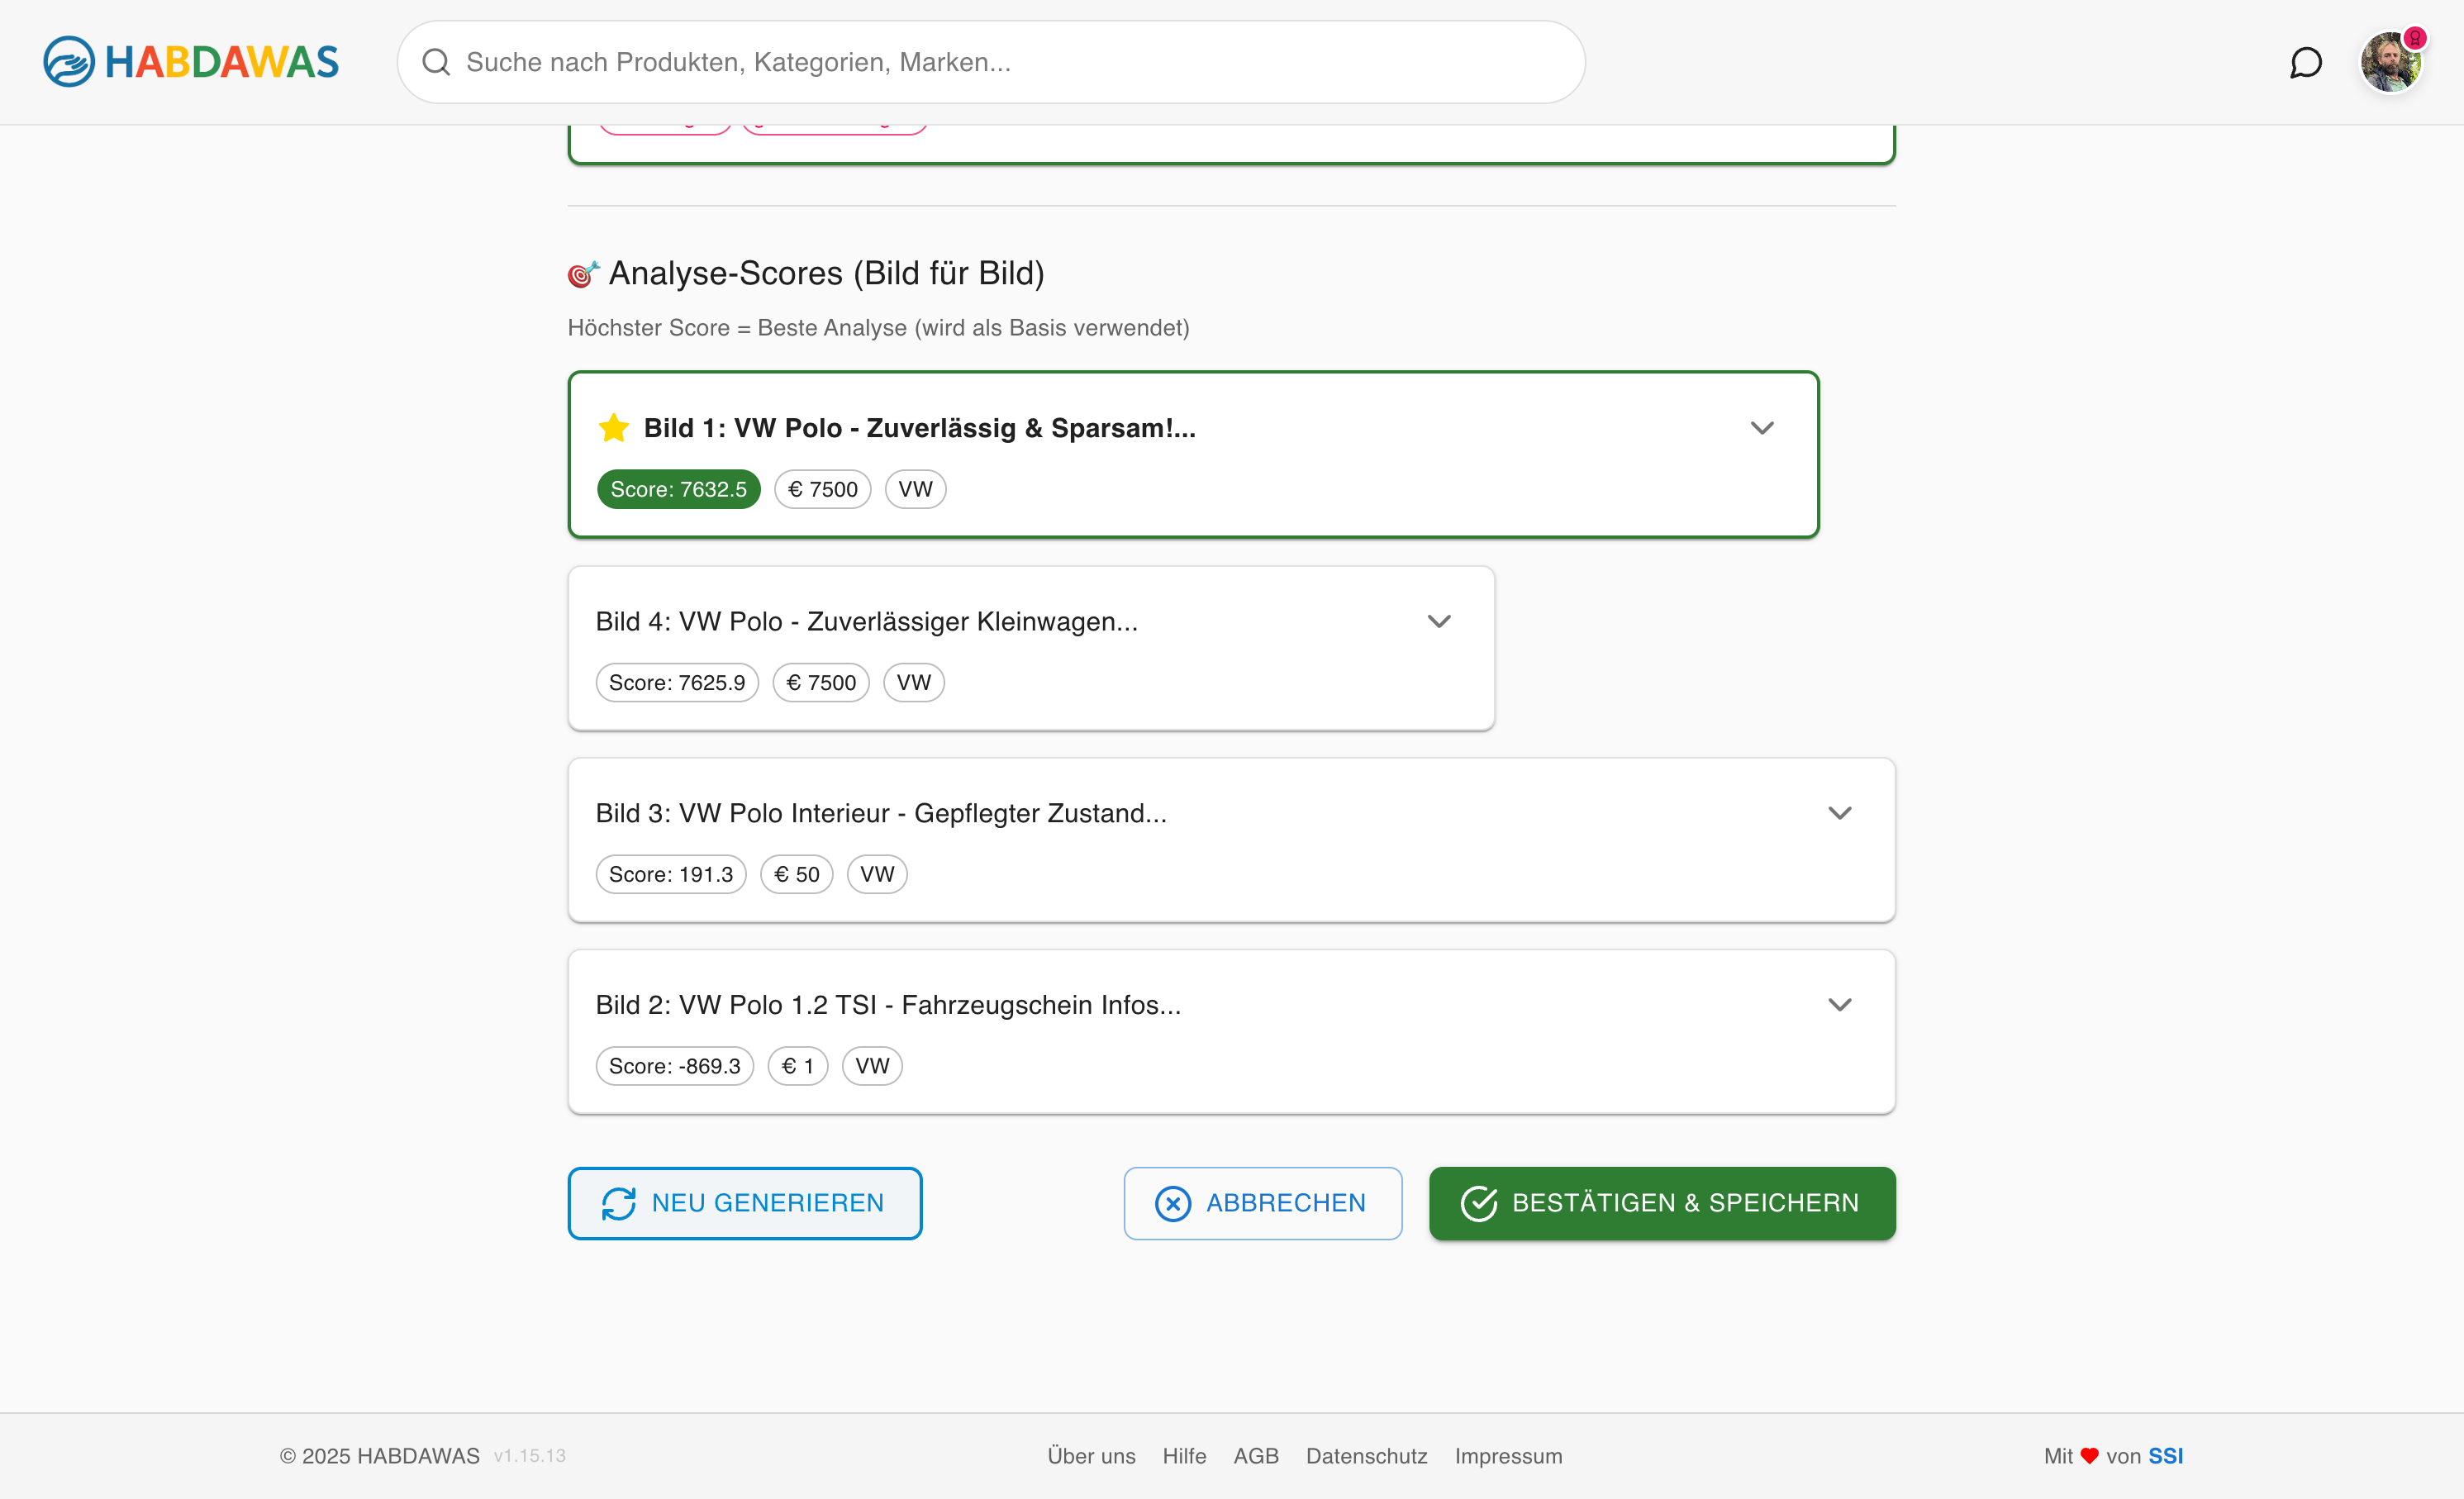 HABDAWAS
Suche nach Produkten, Kategorien, Marken...
Analyse-Scores (Bild für Bild)
Höchster Score = Beste Analyse (wird als Basis verwendet)
Bild 1: VW Polo - Zuverlässig & Sparsam!...
Score: 7632.5 € 7500 VW
Bild 4: VW Polo - Zuverlässiger Kleinwagen...
Score: 7625.9 € 7500 VW
Bild 3: VW Polo Interieur - Gepflegter Zustand...
Score: 191.3 € 50 VW
Bild 2: VW Polo 1.2 TSI - Fahrzeugschein Infos...
Score: -869.3 € 1 VW
NEU GENERIEREN ABBRECHEN BESTÄTIGEN & SPEICHERN
© 2025 HABDAWAS v1.15.13 Über uns Hilfe AGB Datenschutz Impressum Mit ❤ von SSI